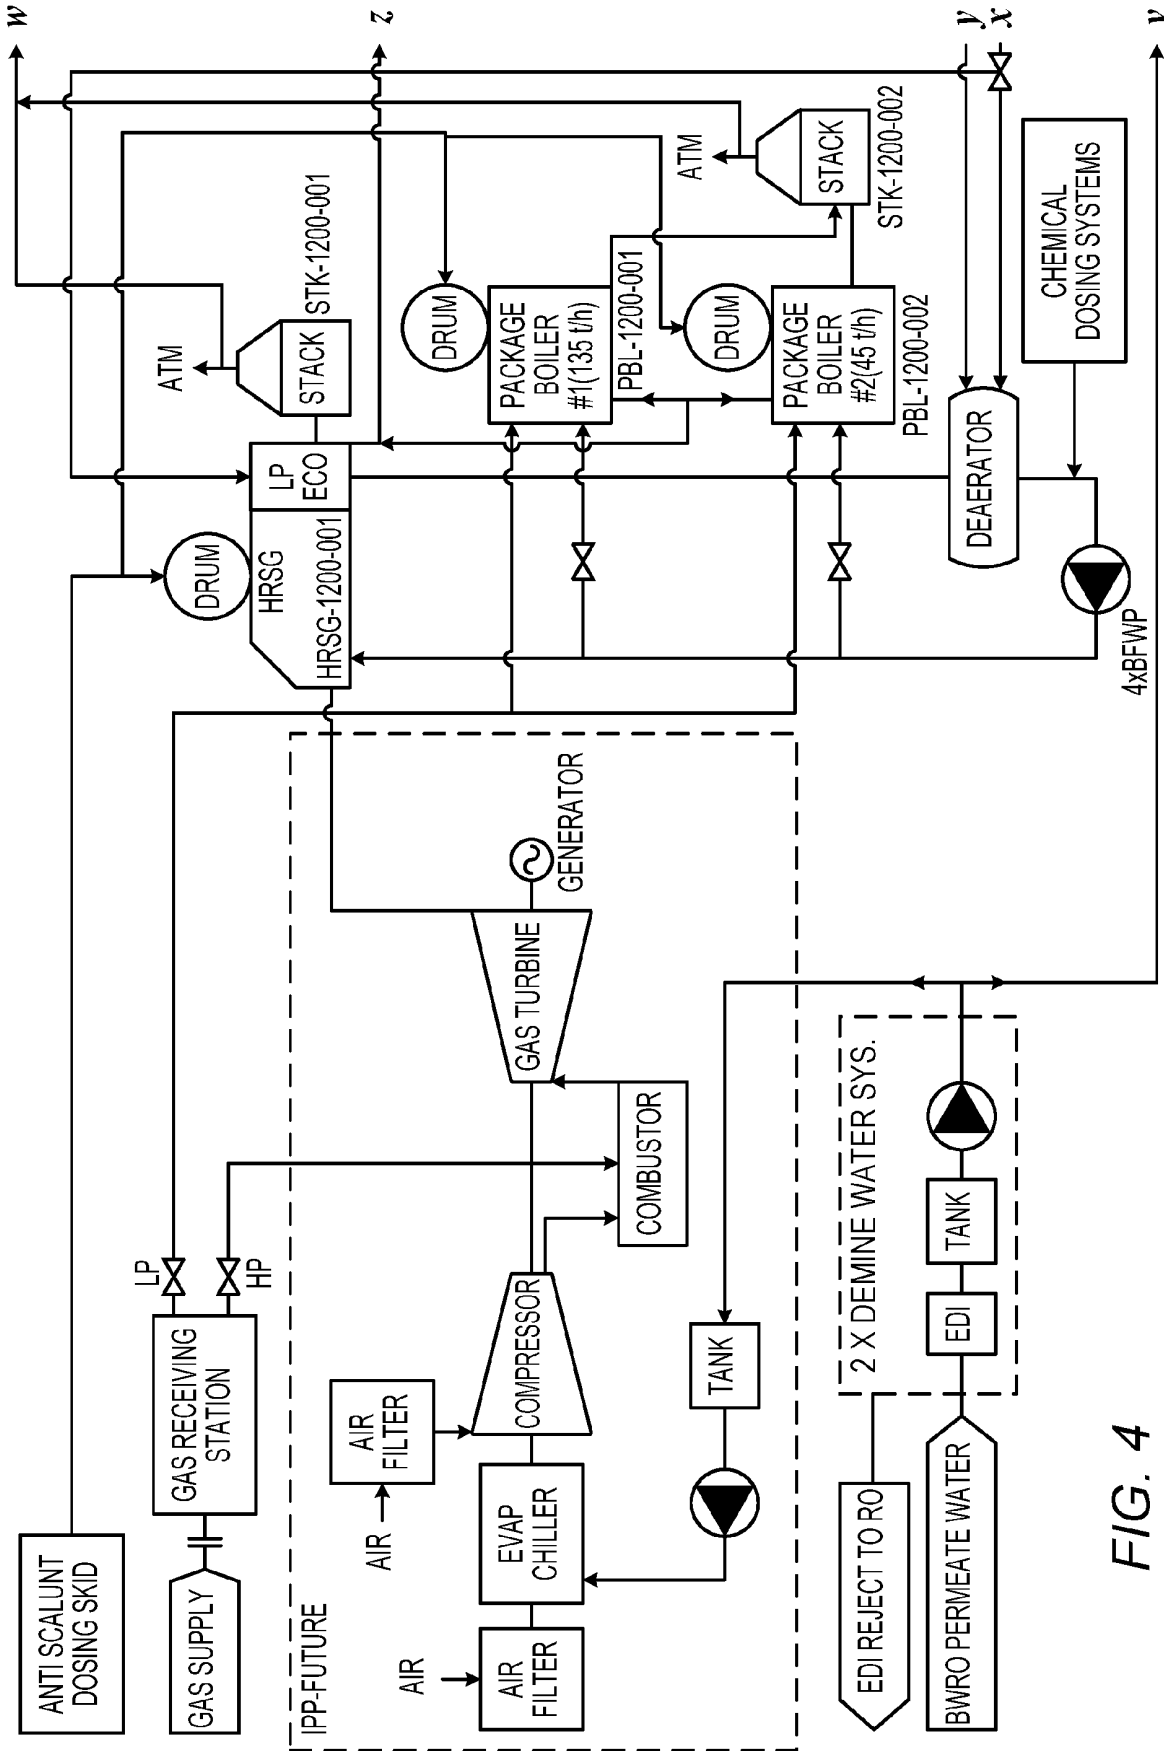 ANTI SCALUNT
DOSING SKID
GAS SUPPLY
GAS RECEIVING
STATION
LP
HP
IPP-FUTURE
AIR
AIR
FILTER
EVAP
CHILLER
AIR
AIR
FILTER
COMPRESSOR
COMBUSTOR
GAS TURBINE
GENERATOR
TANK
EDI REJECT TO RO
BWRO PERMEATE WATER
2 X DEMINE WATER SYS.
EDI
TANK
DRUM
HRSG
HRSG-1200-001
LP
ECO
ATM
STACK
STK-1200-001
DRUM
PACKAGE
BOILER
#1(135 t/h)
PBL-1200-001
DRUM
PACKAGE
BOILER
#2(45 t/h)
PBL-1200-002
ATM
STACK
STK-1200-002
DEAERATOR
CHEMICAL
DOSING SYSTEMS
4xBFWP
w
z
y
x
v
FIG. 4